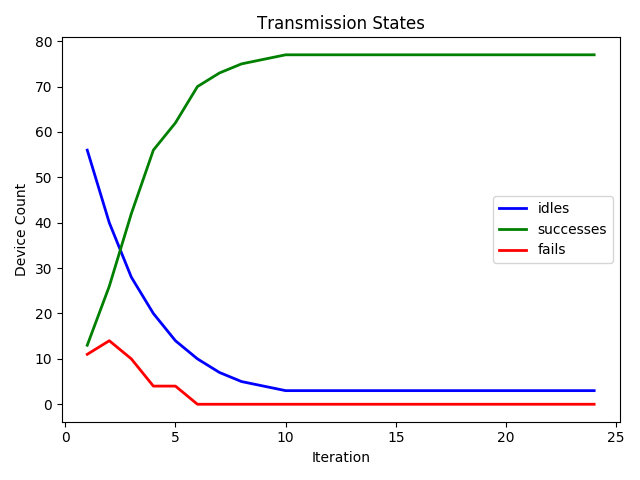 Transmission States
80
70
60
50
40
30
20
10
0
Device Count
idles
successes
fails
0 5 10 15 20 25
Iteration